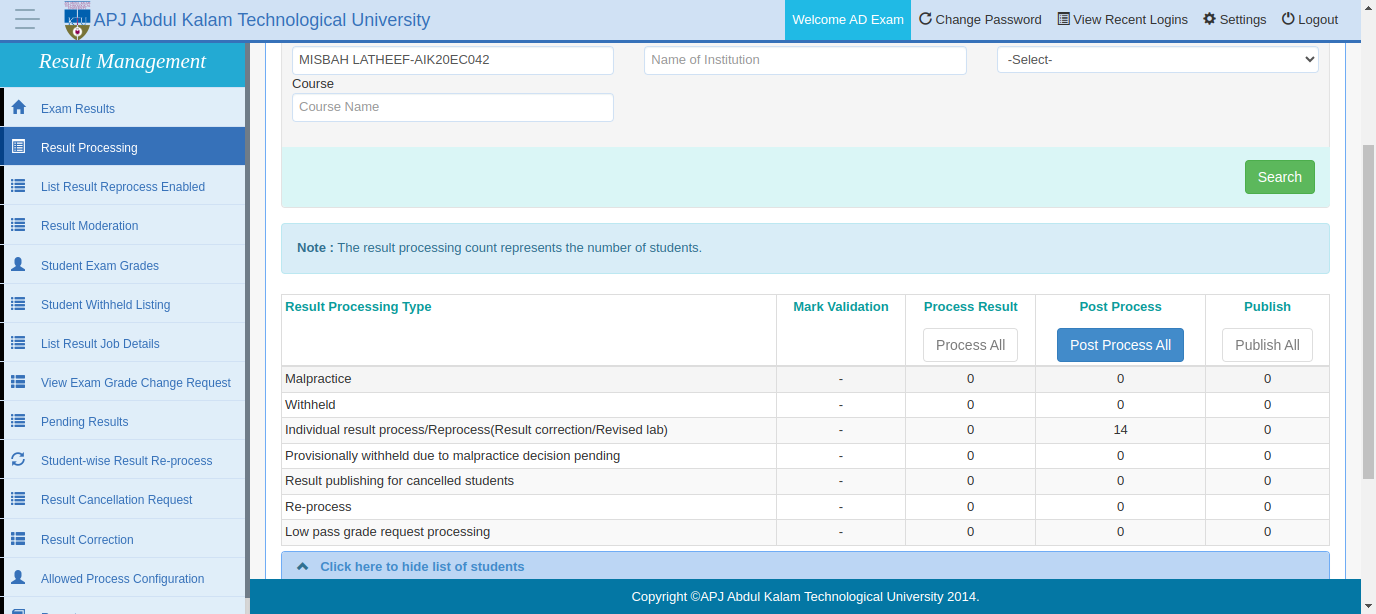 APJ Abdul Kalam Technological University
Welcome AD Exam Change Password View Recent Logins Settings Logout
Result Management
Exam Results
Result Processing
List Result Reprocess Enabled
Result Moderation
Student Exam Grades
Student Withheld Listing
List Result Job Details
View Exam Grade Change Request
Pending Results
Student-wise Result Re-process
Result Cancellation Request
Result Correction
Allowed Process Configuration
MISBAH LATHEEF-AIK20EC042 Name of Institution -Select-
Course
Course Name
Search
Note : The result processing count represents the number of students.
Result Processing Type Mark Validation Process Result Post Process Publish
Process All Post Process All Publish All
Malpractice - 0 0 0
Withheld - 0 0 0
Individual result process/Reprocess(Result correction/Revised lab) - 0 14 0
Provisionally withheld due to malpractice decision pending - 0 0 0
Result publishing for cancelled students - 0 0 0
Re-process - 0 0 0
Low pass grade request processing - 0 0 0
Click here to hide list of students
Copyright ©APJ Abdul Kalam Technological University 2014.